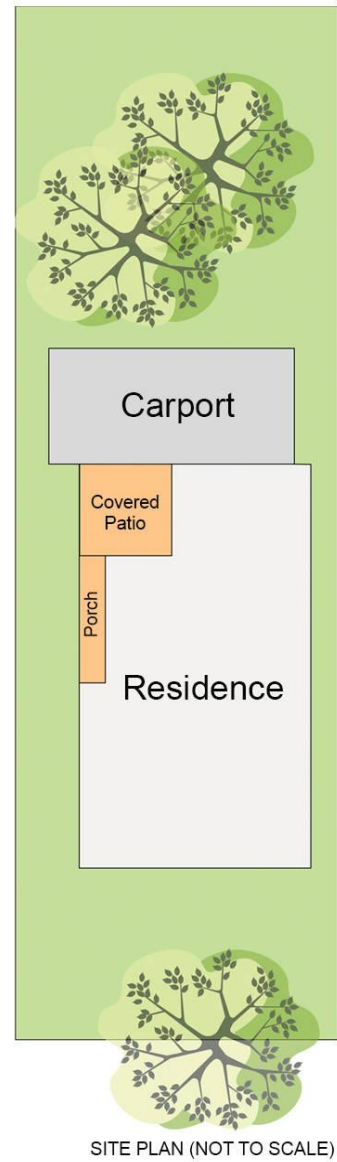 Carport
Covered
Patio
Porch
Residence
SITE PLAN (NOT TO SCALE)